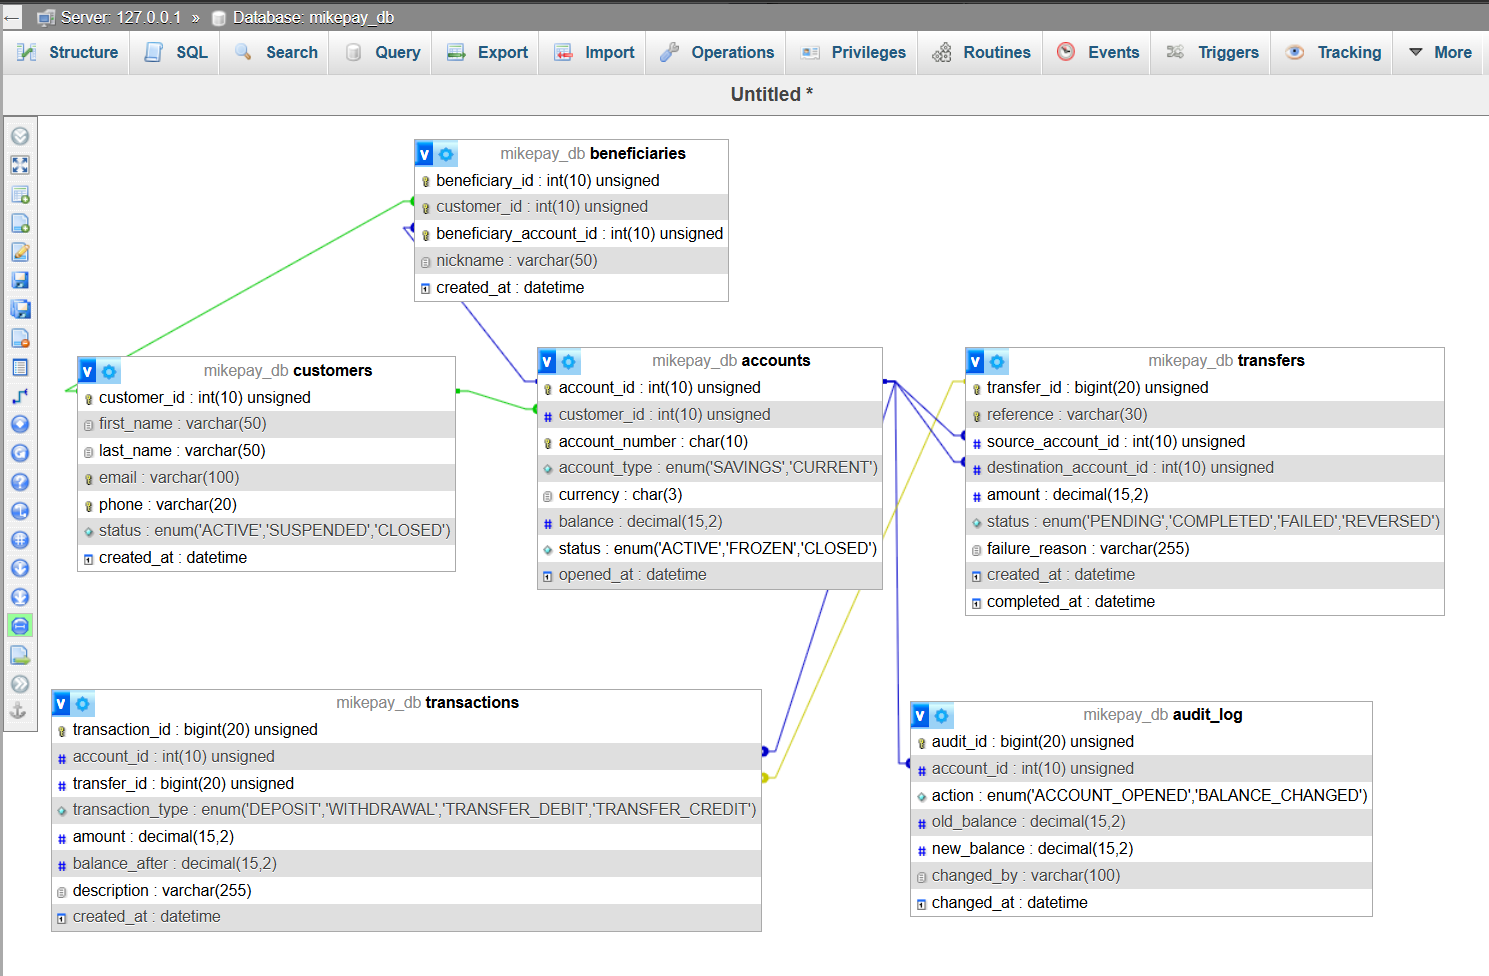 Server: 127.0.0.1 » Database: mikepay_db
Structure SQL Search Query Export Import Operations Privileges Routines Events Triggers Tracking More
Untitled *
v mikepay_db beneficiaries
beneficiary_id : int(10) unsigned
customer_id : int(10) unsigned
beneficiary_account_id : int(10) unsigned
nickname : varchar(50)
created_at : datetime
v mikepay_db customers
customer_id : int(10) unsigned
first_name : varchar(50)
last_name : varchar(50)
email : varchar(100)
phone : varchar(20)
status : enum('ACTIVE','SUSPENDED','CLOSED')
created_at : datetime
v mikepay_db accounts
account_id : int(10) unsigned
# customer_id : int(10) unsigned
account_number : char(10)
account_type : enum('SAVINGS','CURRENT')
currency : char(3)
# balance : decimal(15,2)
status : enum('ACTIVE','FROZEN','CLOSED')
opened_at : datetime
v mikepay_db transfers
transfer_id : bigint(20) unsigned
reference : varchar(30)
# source_account_id : int(10) unsigned
# destination_account_id : int(10) unsigned
# amount : decimal(15,2)
status : enum('PENDING','COMPLETED','FAILED','REVERSED')
failure_reason : varchar(255)
created_at : datetime
completed_at : datetime
v mikepay_db transactions
transaction_id : bigint(20) unsigned
# account_id : int(10) unsigned
# transfer_id : bigint(20) unsigned
transaction_type : enum('DEPOSIT','WITHDRAWAL','TRANSFER_DEBIT','TRANSFER_CREDIT')
# amount : decimal(15,2)
# balance_after : decimal(15,2)
description : varchar(255)
created_at : datetime
v mikepay_db audit_log
audit_id : bigint(20) unsigned
# account_id : int(10) unsigned
action : enum('ACCOUNT_OPENED','BALANCE_CHANGED')
# old_balance : decimal(15,2)
# new_balance : decimal(15,2)
changed_by : varchar(100)
changed_at : datetime